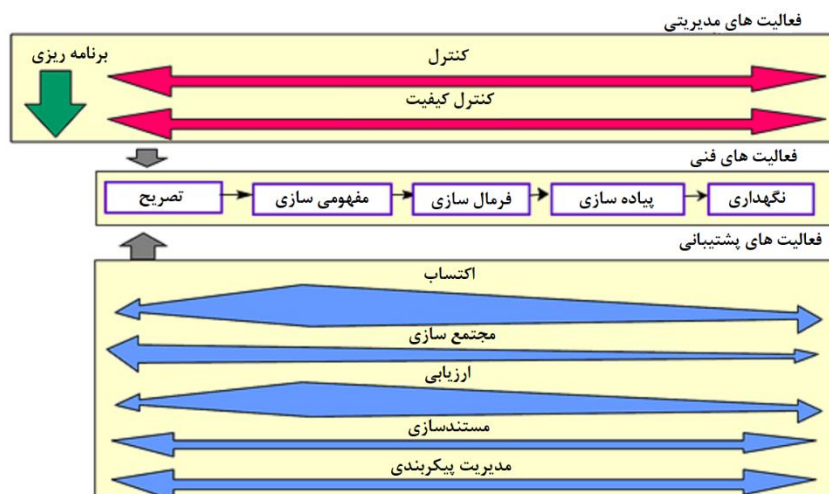 فعالیت های مدیریتی
برنامه ریزی
کنترل
کنترل کیفیت
فعالیت های فنی
تصریح
مفهومی سازی
فرمال سازی
پیاده سازی
نگهداری
فعالیت های پشتیبانی
اکتساب
مجتمع سازی
ارزیابی
مستندسازی
مدیریت پیکربندی